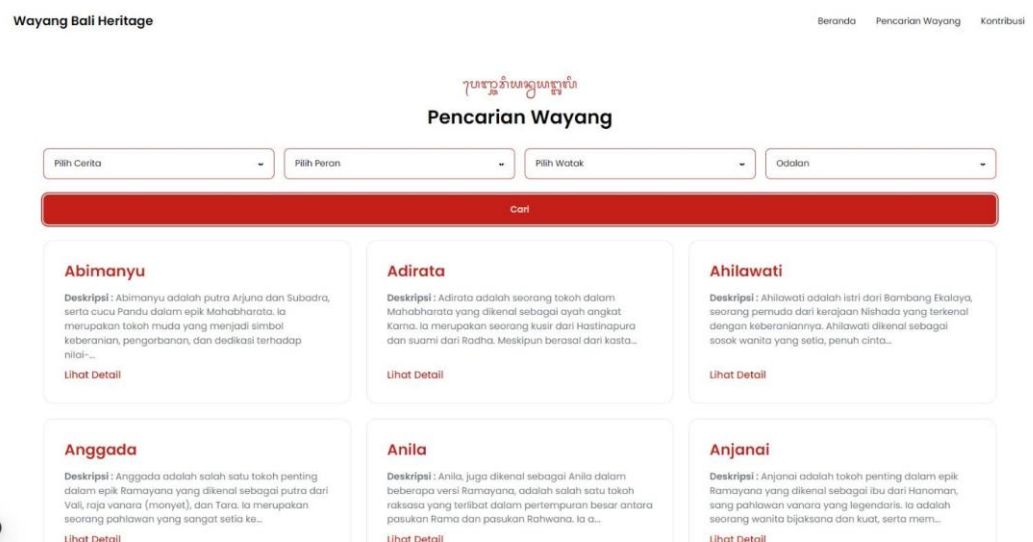 Wayang Bali Heritage
Beranda Pencarian Wayang Kontribusi
Pencarian Wayang
Pilih Cerita
Pilih Peran
Pilih Watak
Odalan
Cari
Abimanyu
Deskripsi : Abimanyu adalah putra Arjuna dan Subadra,
serta cucu Pandu dalam epik Mahabharata. Ia
merupakan tokoh muda yang menjadi simbol
keberanian, pengorbanan, dan dedikasi terhadap
nilai-...
Lihat Detail
Adirata
Deskripsi : Adirata adalah seorang tokoh dalam
Mahabharata yang dikenal sebagai ayah angkat
Karna. Ia merupakan seorang kusir dari Hastinapura
dan suami dari Radha. Meskipun berasal dari kasta...
Lihat Detail
Ahilawati
Deskripsi : Ahilawati adalah istri dari Bambang Ekalaya,
seorang pemuda dari kerajaan Nishada yang terkenal
dengan keberaniannya. Ahilawati dikenal sebagai
sosok wanita yang setia, penuh cinta...
Lihat Detail
Anggada
Deskripsi : Anggada adalah salah satu tokoh penting
dalam epik Ramayana yang dikenal sebagai putra dari
Vali, raja vanara (monyet), dan Tara. Ia merupakan
seorang pahlawan yang sangat setia ke...
Lihat Detail
Anila
Deskripsi : Anila, juga dikenal sebagai Anila dalam
beberapa versi Ramayana, adalah salah satu tokoh
raksasa yang terlibat dalam pertempuran besar antara
pasukan Rama dan pasukan Rahwana. Ia a...
Lihat Detail
Anjanai
Deskripsi : Anjanai adalah tokoh penting dalam epik
Ramayana yang dikenal sebagai ibu dari Hanoman,
sang pahlawan vanara yang legendaris. Ia adalah
seorang wanita bijaksana dan kuat, serta mem...
Lihat Detail